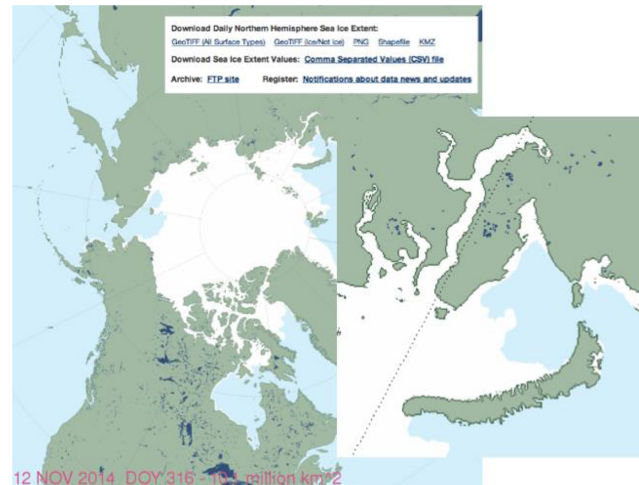 Download Daily Northern Hemisphere Sea Ice Extent:
GeoTIFF (All Surface Types) GeoTIFF (Ice/Not Ice) PNG Shapefile KMZ
Download Sea Ice Extent Values: Comma Separated Values (CSV) file
Archive: FTP site Register: Notifications about data news and updates
12 NOV 2014 DOY 316 - million km^2